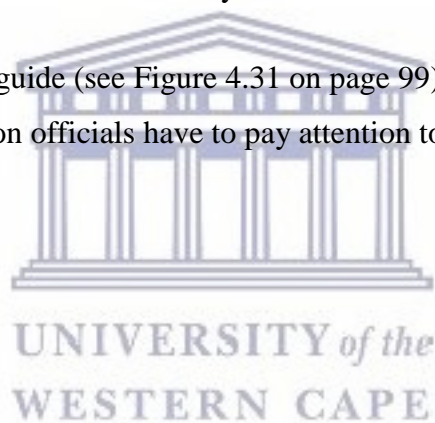 guide (see Figure 4.31 on page 99)
on officials have to pay attention to
UNIVERSITY of the
WESTERN CAPE